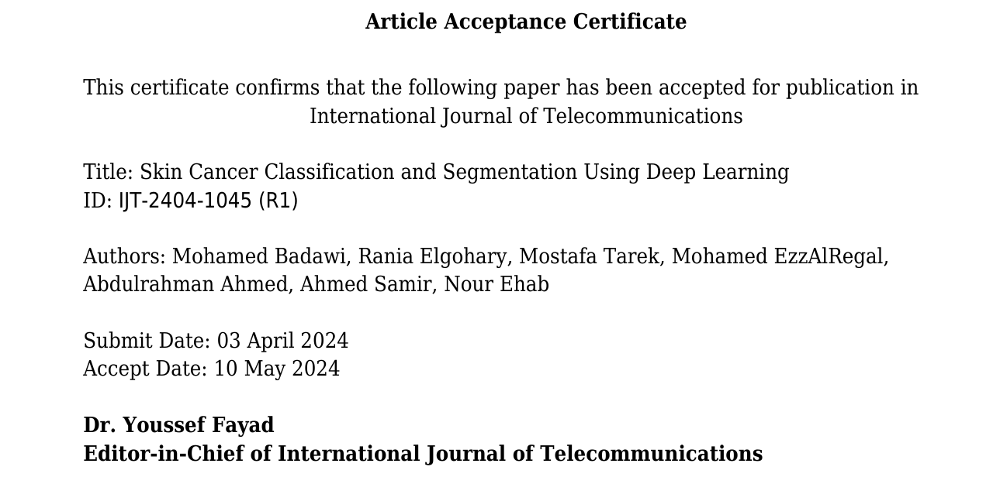 Article Acceptance Certificate
This certificate confirms that the following paper has been accepted for publication in
International Journal of Telecommunications
Title: Skin Cancer Classification and Segmentation Using Deep Learning
ID: IJT-2404-1045 (R1)
Authors: Mohamed Badawi, Rania Elgohary, Mostafa Tarek, Mohamed EzzAlRegal,
Abdulrahman Ahmed, Ahmed Samir, Nour Ehab
Submit Date: 03 April 2024
Accept Date: 10 May 2024
Dr. Youssef Fayad
Editor-in-Chief of International Journal of Telecommunications